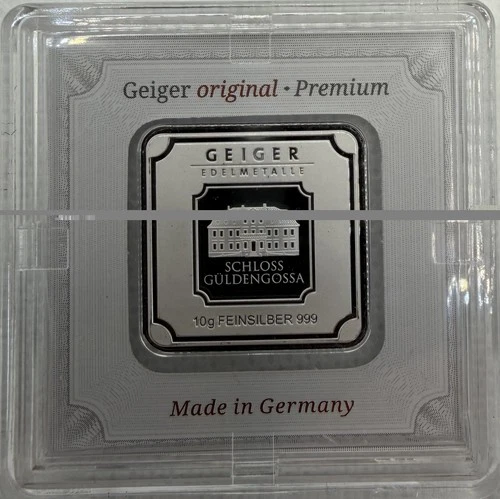 Geiger original • Premium
GEIGER
EDELMETALLE
SCHLOSS
GÜLDENGOSSA
10g FEINSILBER 999
Made in Germany